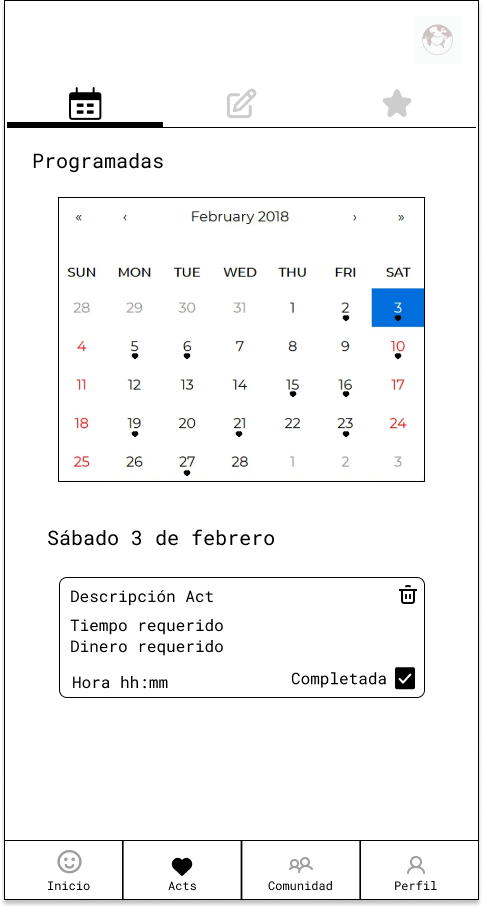 Programadas
« ‹ February 2018 › »
SUN MON TUE WED THU FRI SAT
28 29 30 31 1 2 3
4 5 6 7 8 9 10
11 12 13 14 15 16 17
18 19 20 21 22 23 24
25 26 27 28 1 2 3
Sábado 3 de febrero
Descripción Act
Tiempo requerido
Dinero requerido
Hora hh:mm Completada
Inicio Acts Comunidad Perfil